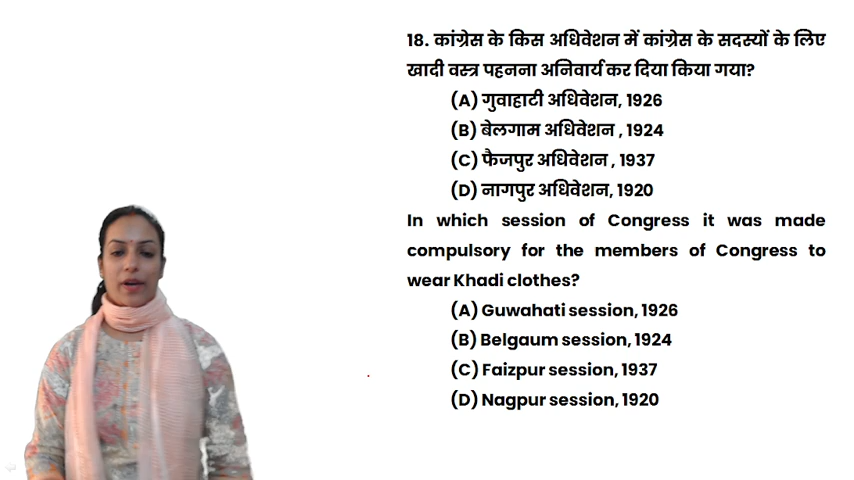 18. कांग्रेस के किस अधिवेशन में कांग्रेस के सदस्यों के लिए
खादी वस्त्र पहनना अनिवार्य कर दिया किया गया?
(A) गुवाहाटी अधिवेशन, 1926
(B) बेलगाम अधिवेशन , 1924
(C) फैजपुर अधिवेशन , 1937
(D) नागपुर अधिवेशन, 1920
In which session of Congress it was made
compulsory for the members of Congress to
wear Khadi clothes?
(A) Guwahati session, 1926
(B) Belgaum session, 1924
(C) Faizpur session, 1937
(D) Nagpur session, 1920